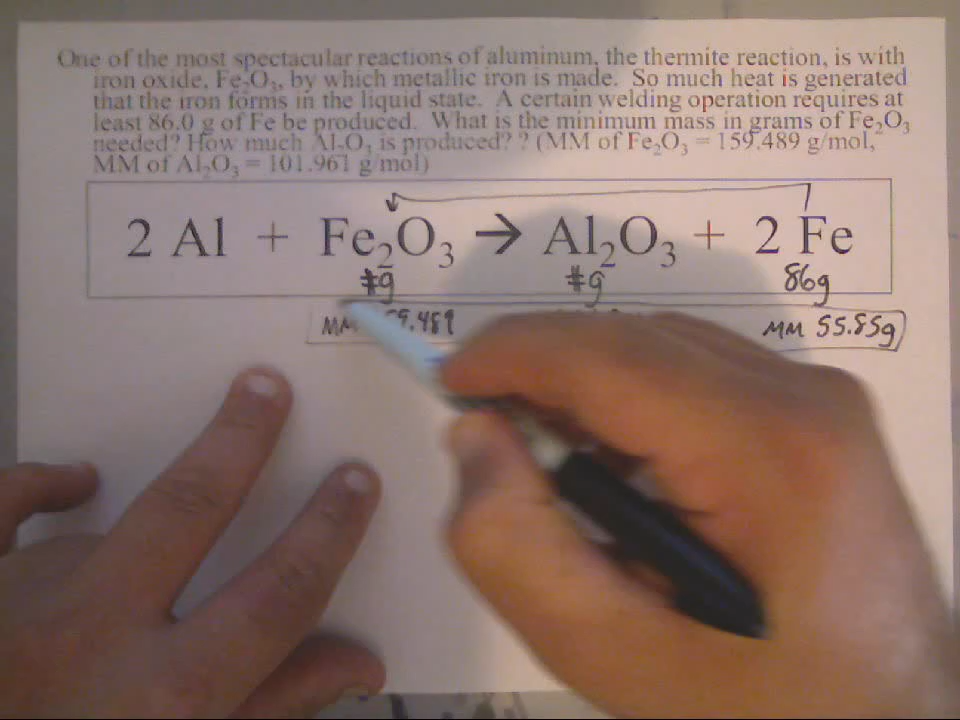 One of the most spectacular reactions of aluminum, the thermite reaction, is with
iron oxide, Fe₂O₃, by which metallic iron is made. So much heat is generated
that the iron forms in the liquid state. A certain welding operation requires at
least 86.0 g of Fe be produced. What is the minimum mass in grams of Fe₂O₃
needed? How much Al₂O₃ is produced? ? (MM of Fe₂O₃ = 159.489 g/mol,
MM of Al₂O₃ = 101.961 g/mol)
2 Al + Fe₂O₃ → Al₂O₃ + 2 Fe
#g #g 86g
MM 59.489 MM 55.85g